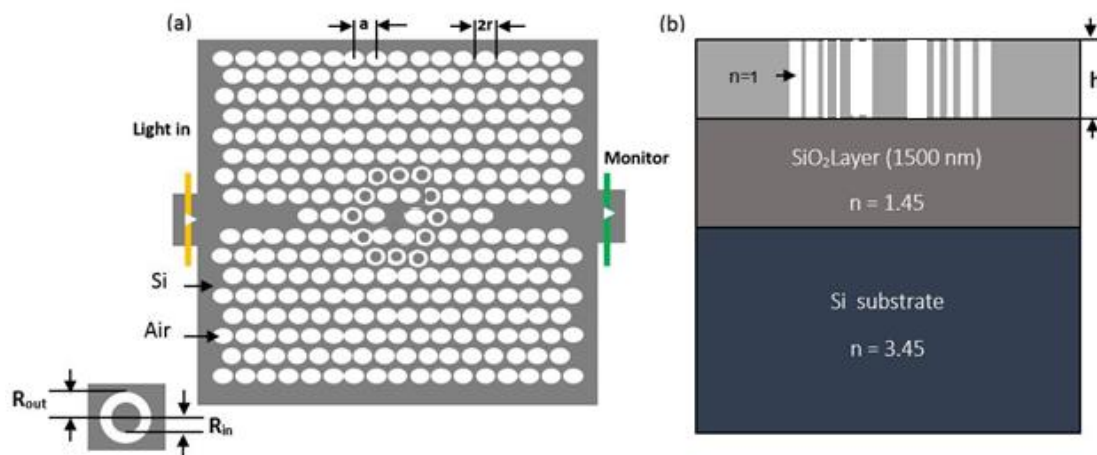 (a)
a
2r
Light in
Monitor
Si
Air
Rout
Rin
(b)
n=1
h
SiO2Layer (1500 nm)
n = 1.45
Si substrate
n = 3.45